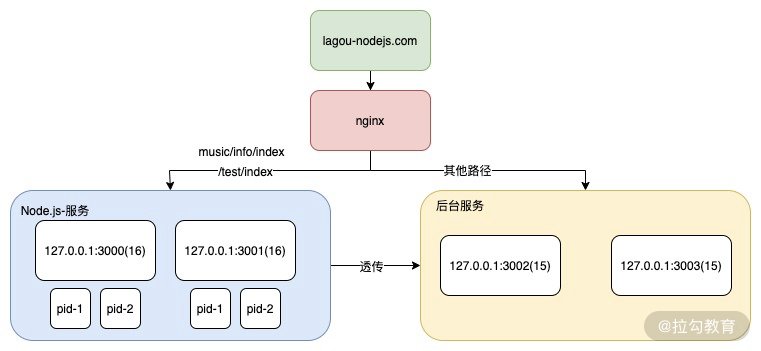 lagou-nodejs.com
nginx
music/info/index
/test/index
其他路径
Node.js-服务
127.0.0.1:3000(16)
127.0.0.1:3001(16)
pid-1
pid-2
pid-1
pid-2
透传
后台服务
127.0.0.1:3002(15)
127.0.0.1:3003(15)
@拉勾教育